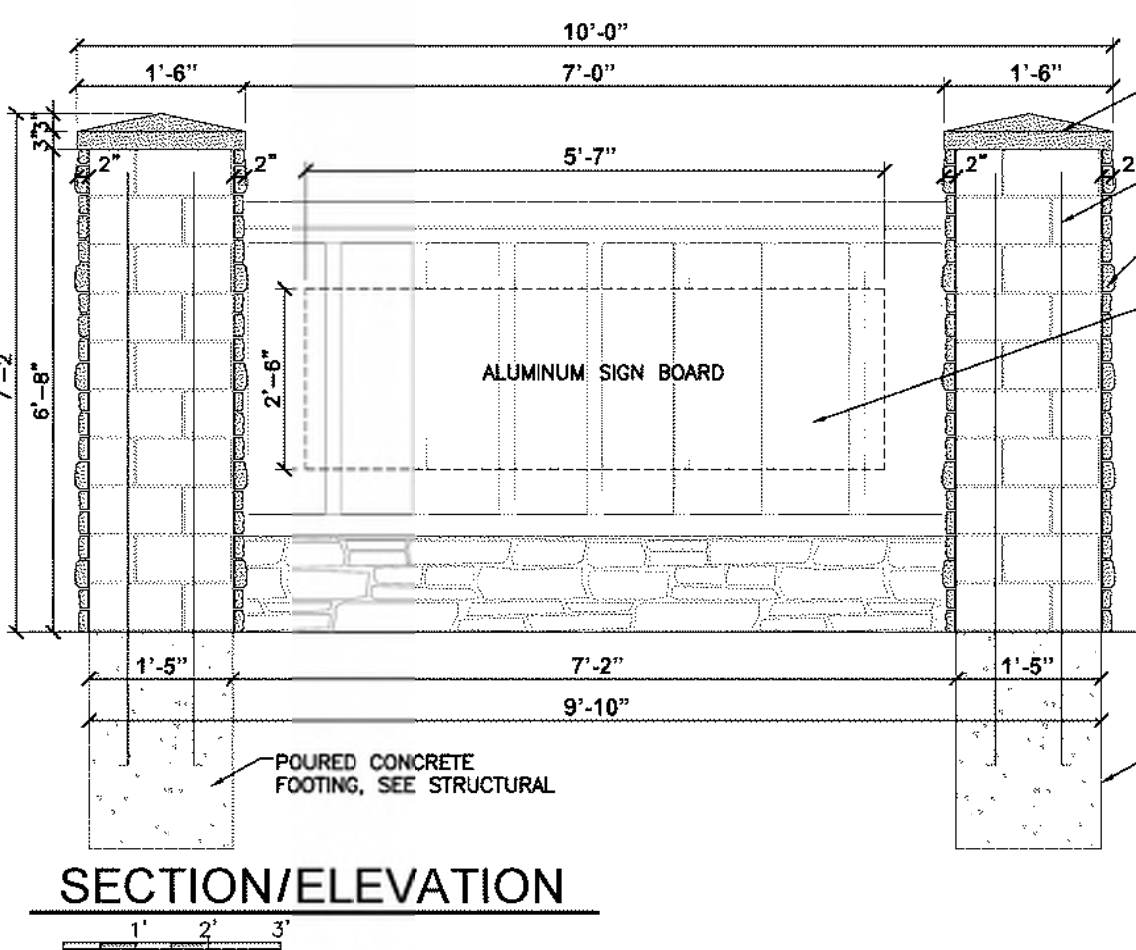 10'-0"
1'-6" 7'-0" 1'-6"
3" 3"
2" 2" 5'-7" 2" 2
7'-2
6'-8"
2'-6"
ALUMINUM SIGN BOARD
1'-5" 7'-2" 1'-5"
9'-10"
POURED CONCRETE
FOOTING, SEE STRUCTURAL
SECTION/ELEVATION
1' 2' 3'